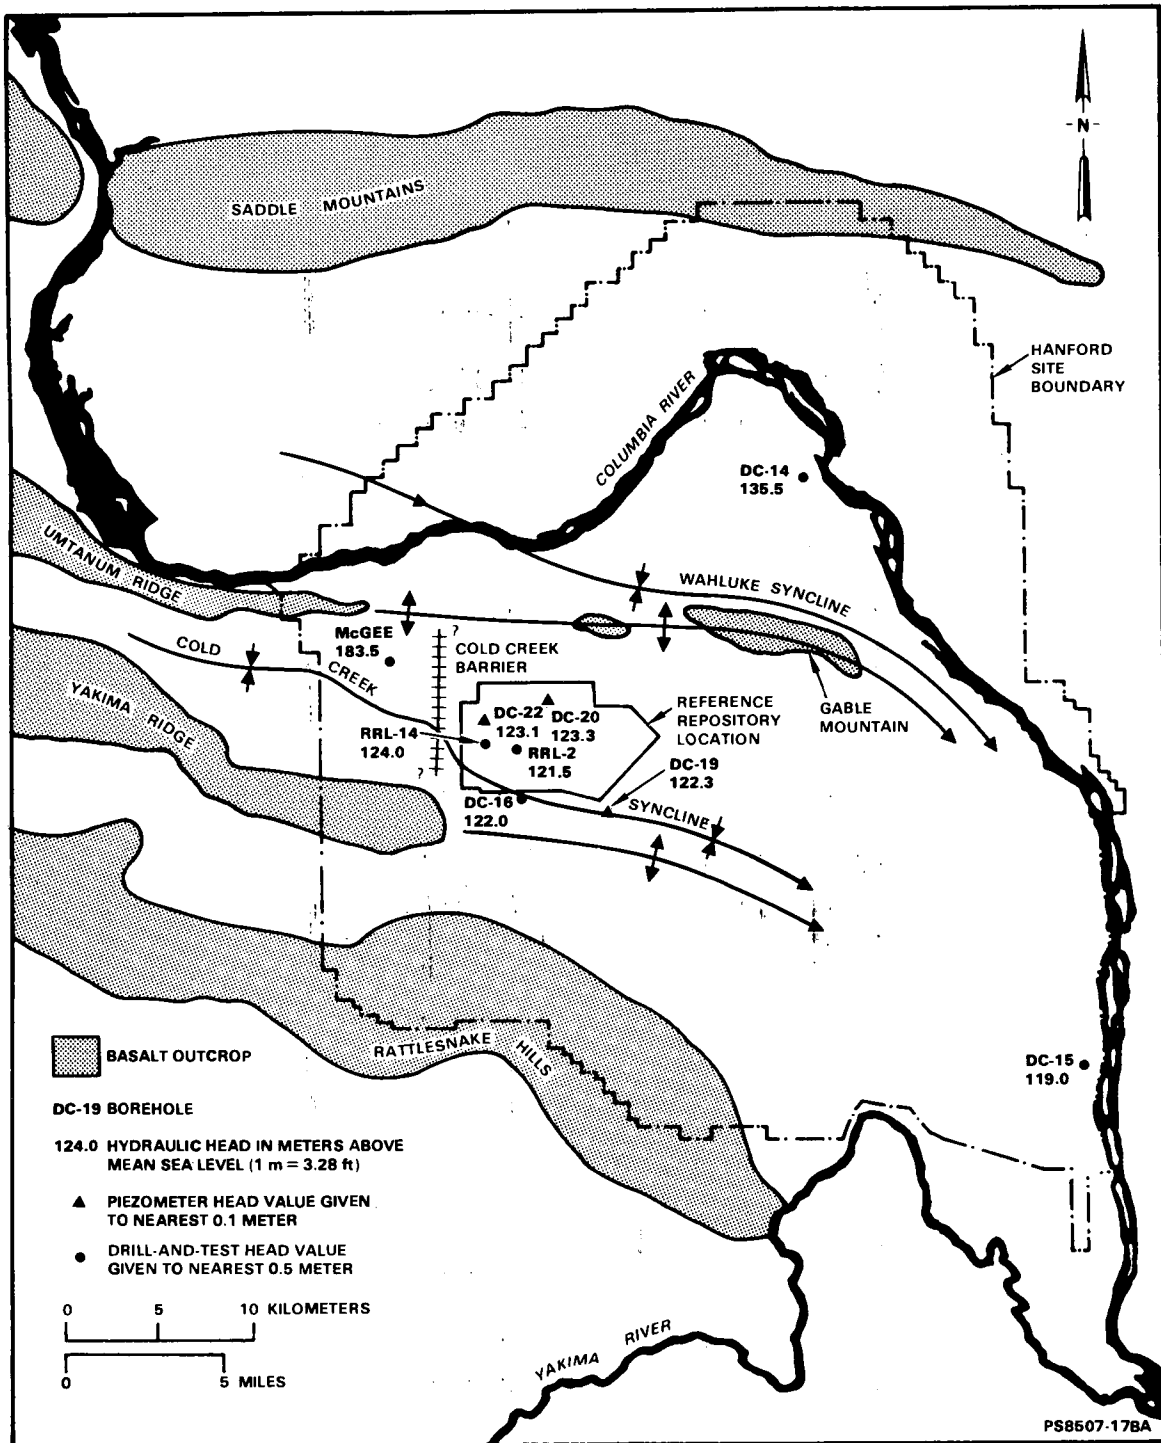 N
SADDLE MOUNTAINS
HANFORD
SITE
BOUNDARY
COLUMBIA RIVER
DC-14
135.5
UMTANUM RIDGE
WAHLUKE SYNCLINE
McGEE
183.5
?
COLD CREEK
BARRIER
COLD
CREEK
SYNCLINE
YAKIMA RIDGE
GABLE
MOUNTAIN
REFERENCE
REPOSITORY
LOCATION
DC-22
123.1
DC-20
123.3
RRL-14
124.0
RRL-2
121.5
?
DC-19
122.3
DC-16
122.0
RATTLESNAKE HILLS
DC-15
119.0
BASALT OUTCROP
DC-19 BOREHOLE
124.0 HYDRAULIC HEAD IN METERS ABOVE
MEAN SEA LEVEL (1 m = 3.28 ft)
PIEZOMETER HEAD VALUE GIVEN
TO NEAREST 0.1 METER
DRILL-AND-TEST HEAD VALUE
GIVEN TO NEAREST 0.5 METER
0 5 10 KILOMETERS
0 5 MILES
YAKIMA RIVER
PS8507-17BA